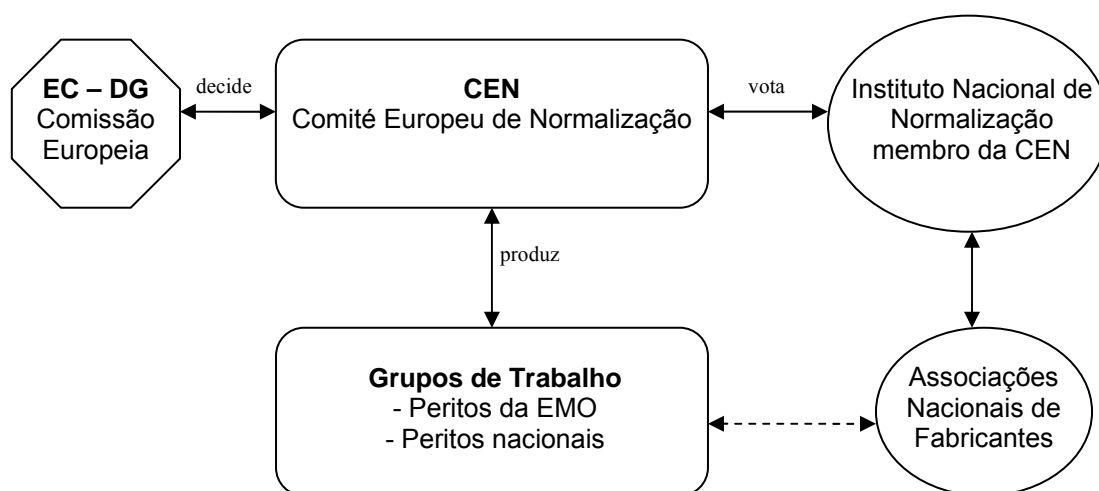 EC – DG
Comissão
Europeia
decide
CEN
Comité Europeu de Normalização
vota
Instituto Nacional de
Normalização
membro da CEN
produz
Grupos de Trabalho
- Peritos da EMO
- Peritos nacionais
Associações
Nacionais de
Fabricantes